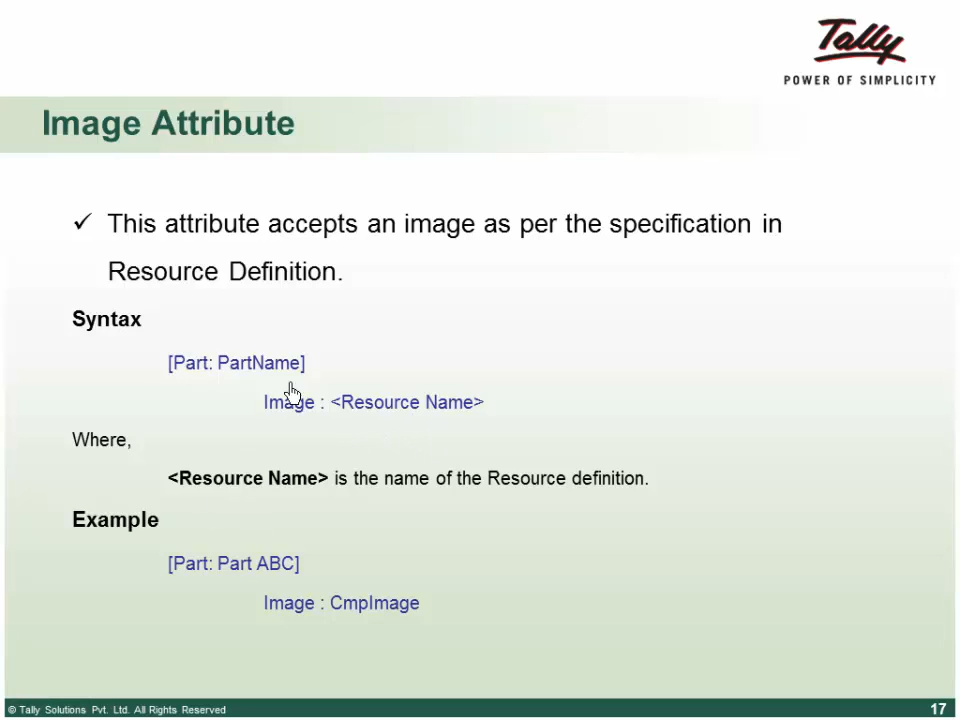 Tally
POWER OF SIMPLICITY
Image Attribute
✓ This attribute accepts an image as per the specification in
Resource Definition.
Syntax
[Part: PartName]
Image : <Resource Name>
Where,
<Resource Name> is the name of the Resource definition.
Example
[Part: Part ABC]
Image : CmpImage
© Tally Solutions Pvt. Ltd. All Rights Reserved
17